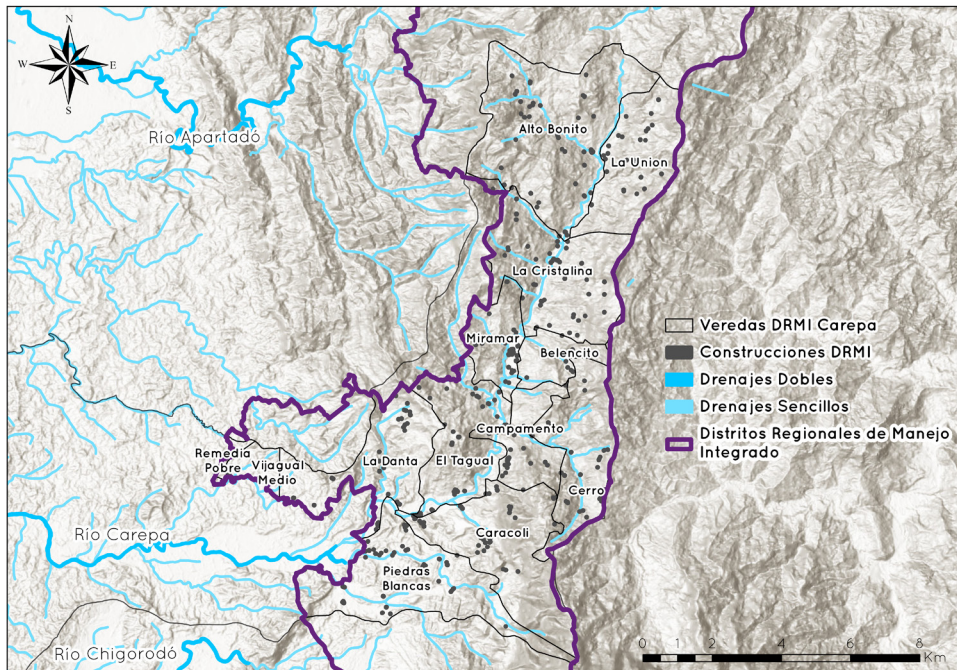 N
W
E
S
Río Apartadó
Alto Bonito
La Union
La Cristalina
Miramar
Belencito
Veredas DRMI Carepa
Construcciones DRMI
Drenajes Dobles
Drenajes Sencillos
Distritos Regionales de Manejo
Integrado
Campamento
Remedia
Pobre
Vijagual
Medio
La Danta
El Tagual
Cerro
Río Carepa
Caracoli
Piedras
Blancas
Río Chigorodó
0 1 2 4 6 8
Km